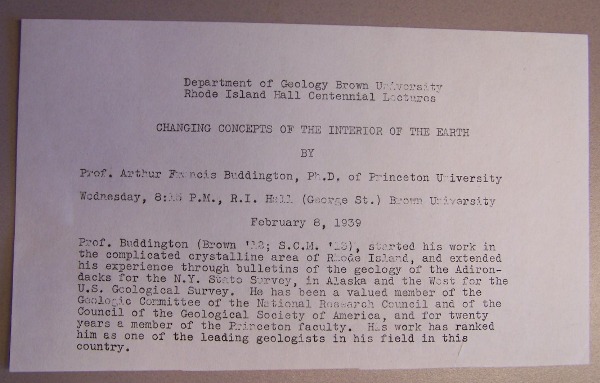 Department of Geology Brown University
Rhode Island Hall Centennial Lectures
CHANGING CONCEPTS OF THE INTERIOR OF THE EARTH
BY
Prof. Arthur Francis Buddington, Ph.D. of Princeton University
Wednesday, 8:15 P.M., R.I. Hall (George St.) Brown University
February 8, 1939
Prof. Buddington (Brown '12; S.C.M. '13), started his work in
the complicated crystalline area of Rhode Island, and extended
his experience through bulletins of the geology of the Adiron-
dacks for the N.Y. State Survey, in Alaska and the West for the
U.S. Geological Survey. He has been a valued member of the
Geologic Committee of the National Research Council and of the
Council of the Geological Society of America, and for twenty
years a member of the Princeton faculty. His work has ranked
him as one of the leading geologists in his field in this
country.